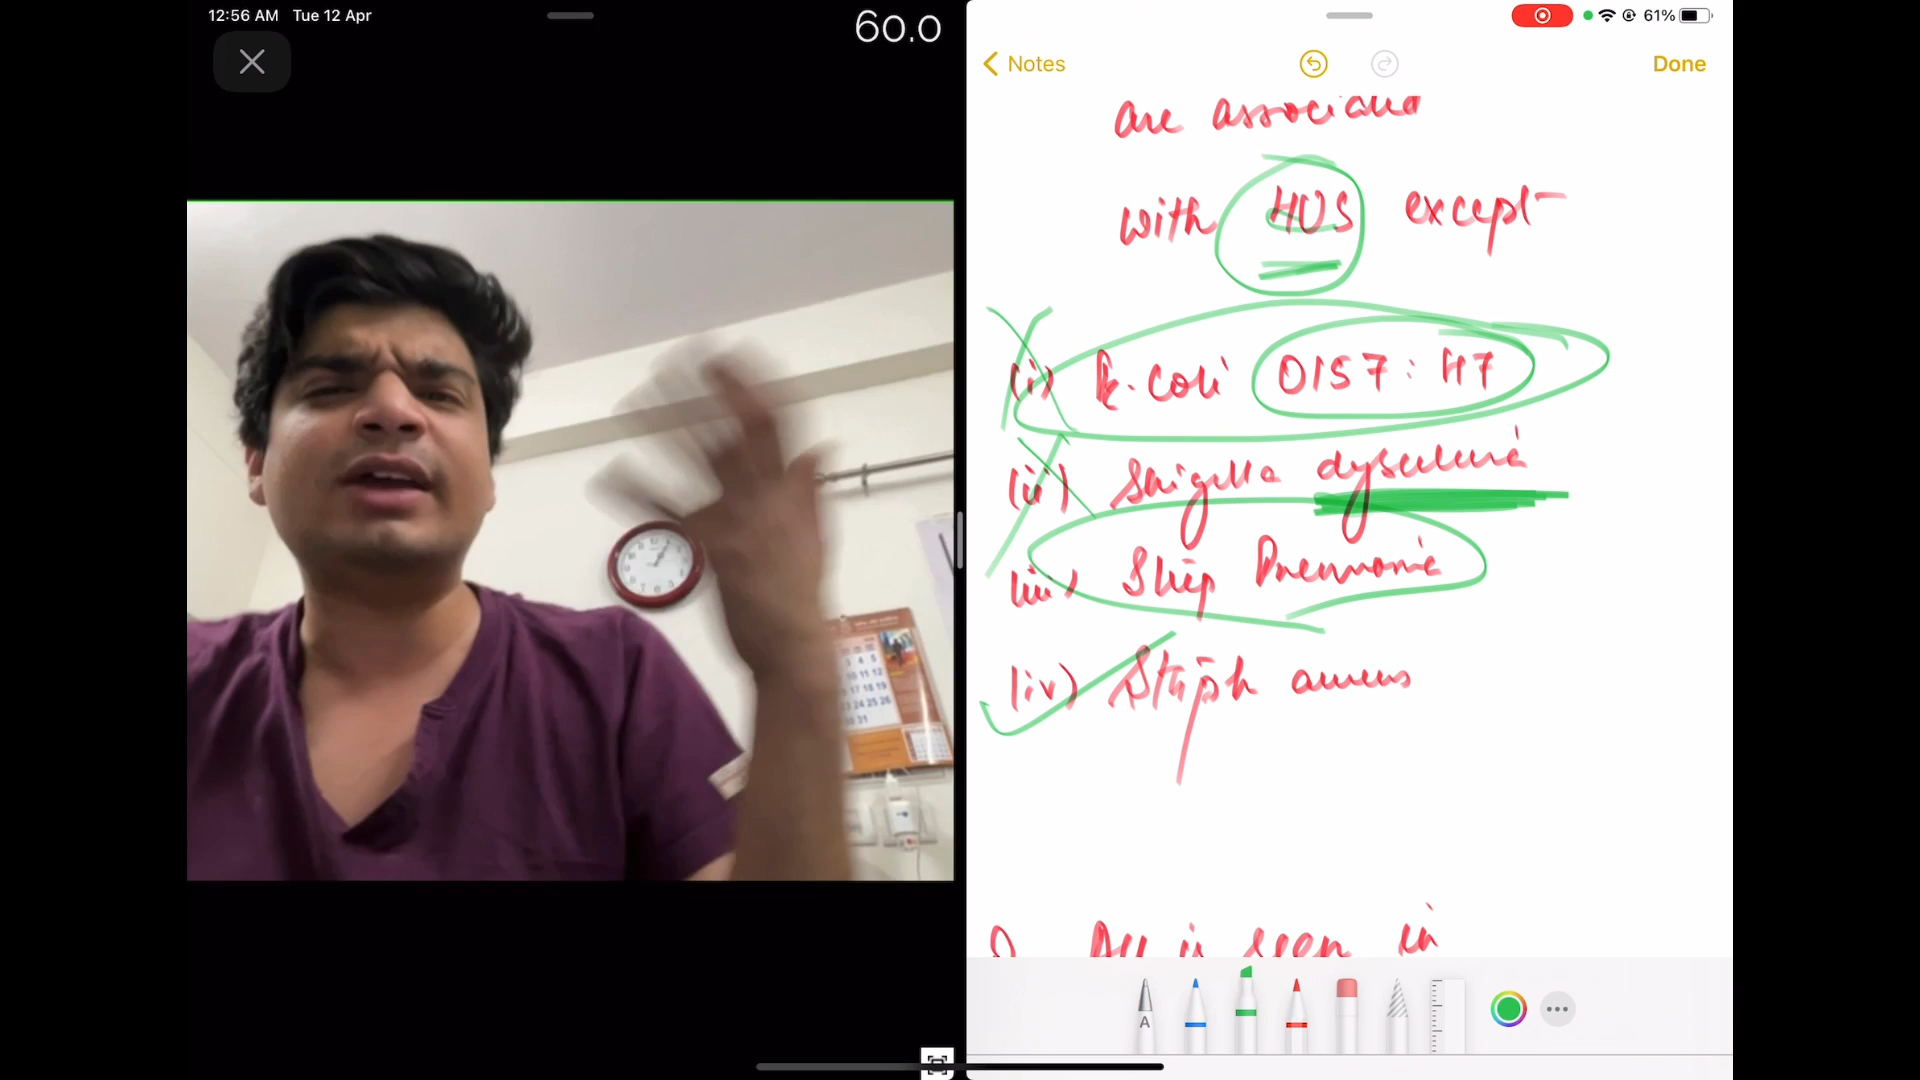 12:56 AM Tue 12 Apr
60.0
61%
Notes
Done
are associated
with HUS except
(i) E. coli O157: H7
(ii) Shigella dysenteriae
(iii) Strep Pneumoniae
(iv) Staph aureus
Q All is seen in
A